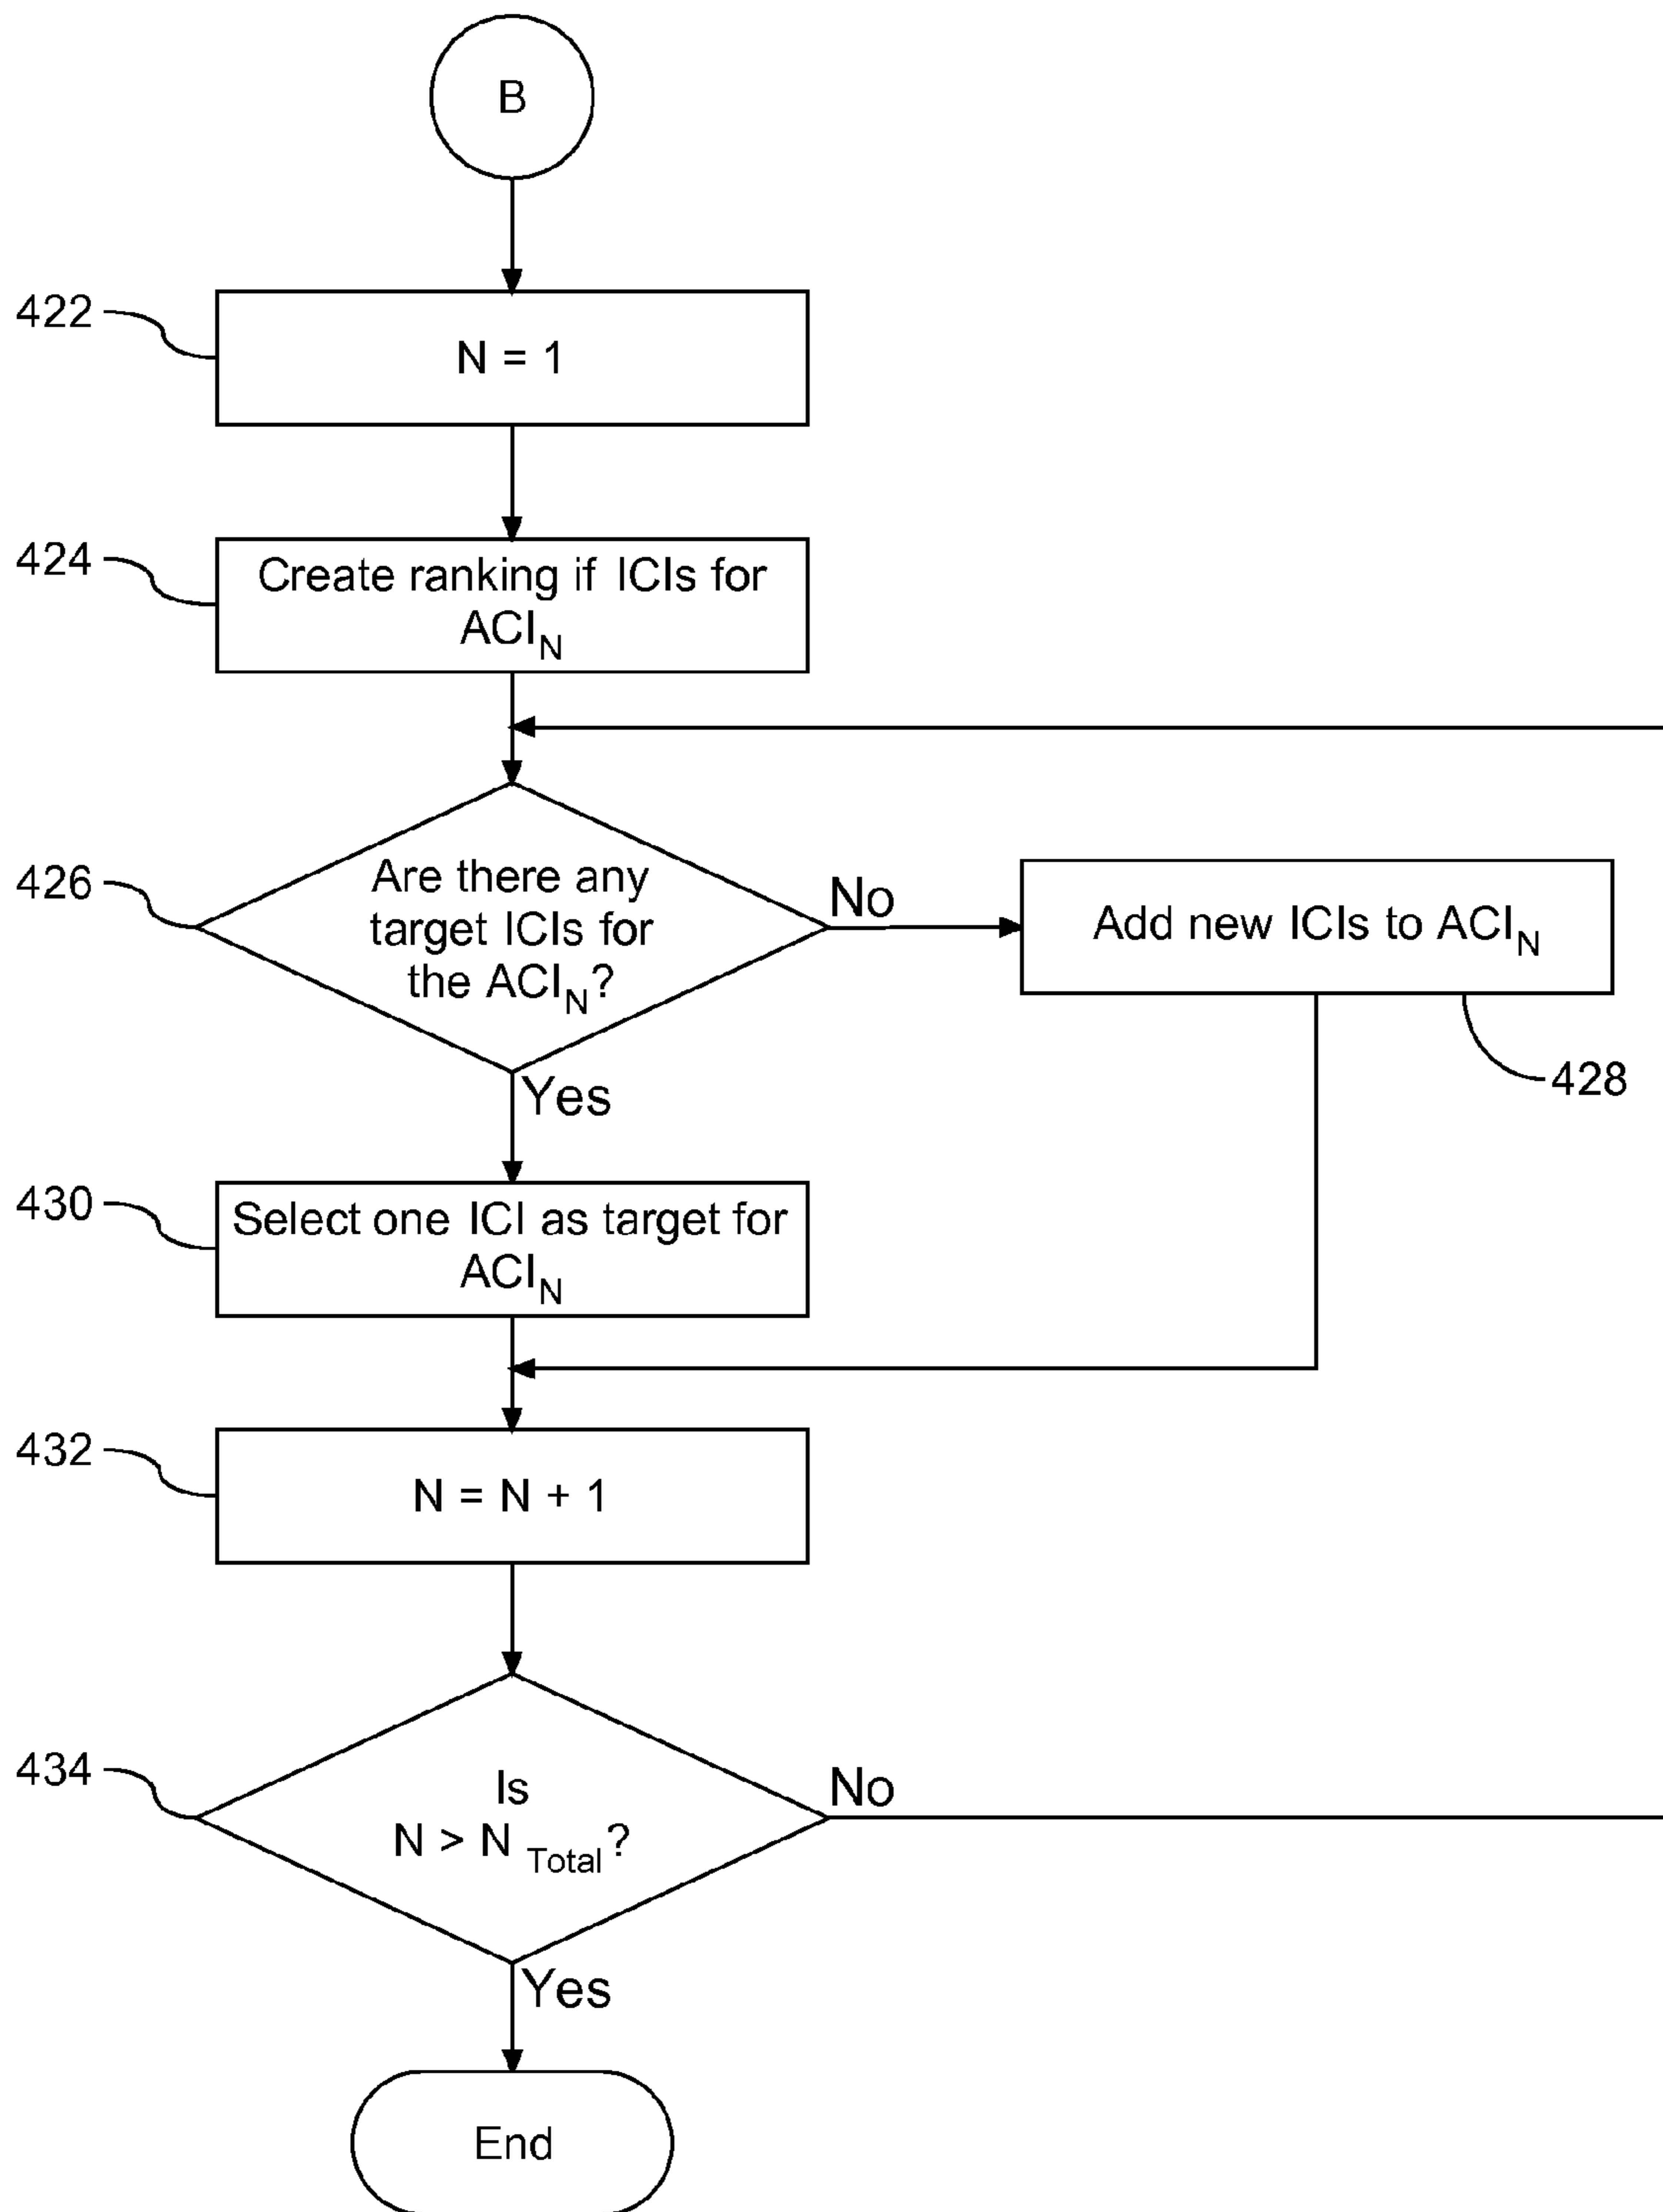 B
422
N = 1
424
Create ranking if ICIs for
ACI_N
426
Are there any
target ICIs for
the ACI_N?
No
Add new ICIs to ACI_N
428
Yes
430
Select one ICI as target for
ACI_N
432
N = N + 1
434
Is
N > N Total?
No
Yes
End